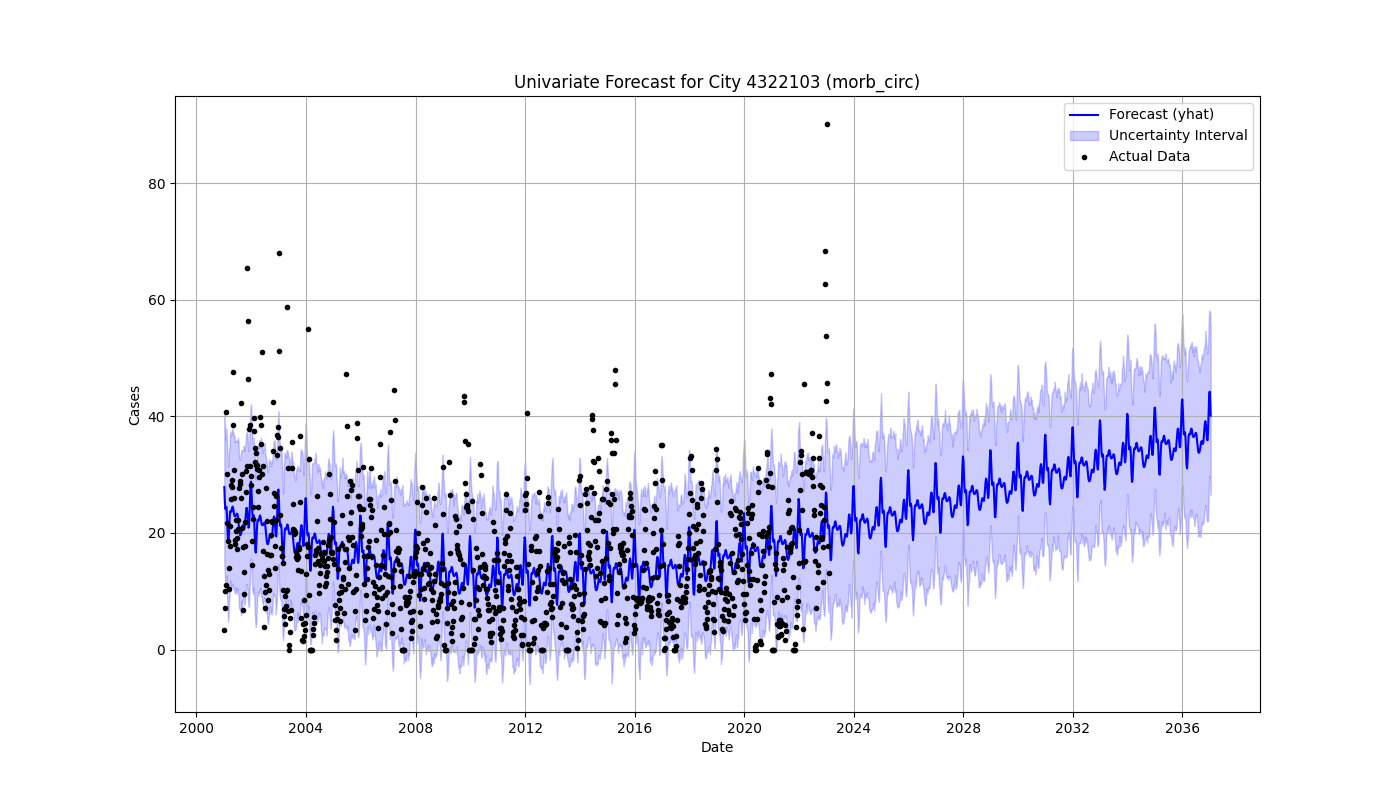 Univariate Forecast for City 4322103 (morb_circ)
Forecast (yhat)
Uncertainty Interval
Actual Data
Cases
80
60
40
20
0
2000 2004 2008 2012 2016 2020 2024 2028 2032 2036
Date